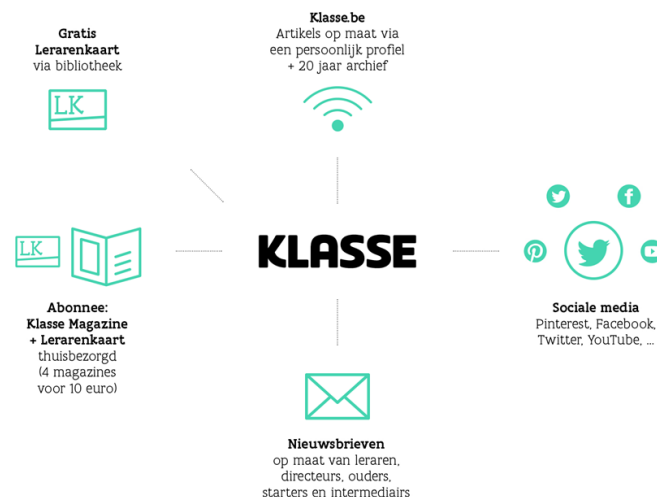 Gratis
Lerarenkaart
via bibliotheek
LK
Klasse.be
Artikels op maat via
een persoonlijk profiel
+ 20 jaar archief
KLASSE
LK
Abonnee:
Klasse Magazine
+ Lerarenkaart
thuisbezorgd
(4 magazines
voor 10 euro)
Sociale media
Pinterest, Facebook,
Twitter, YouTube, ...
Nieuwsbrieven
op maat van leraren,
directeurs, ouders,
starters en intermediairs